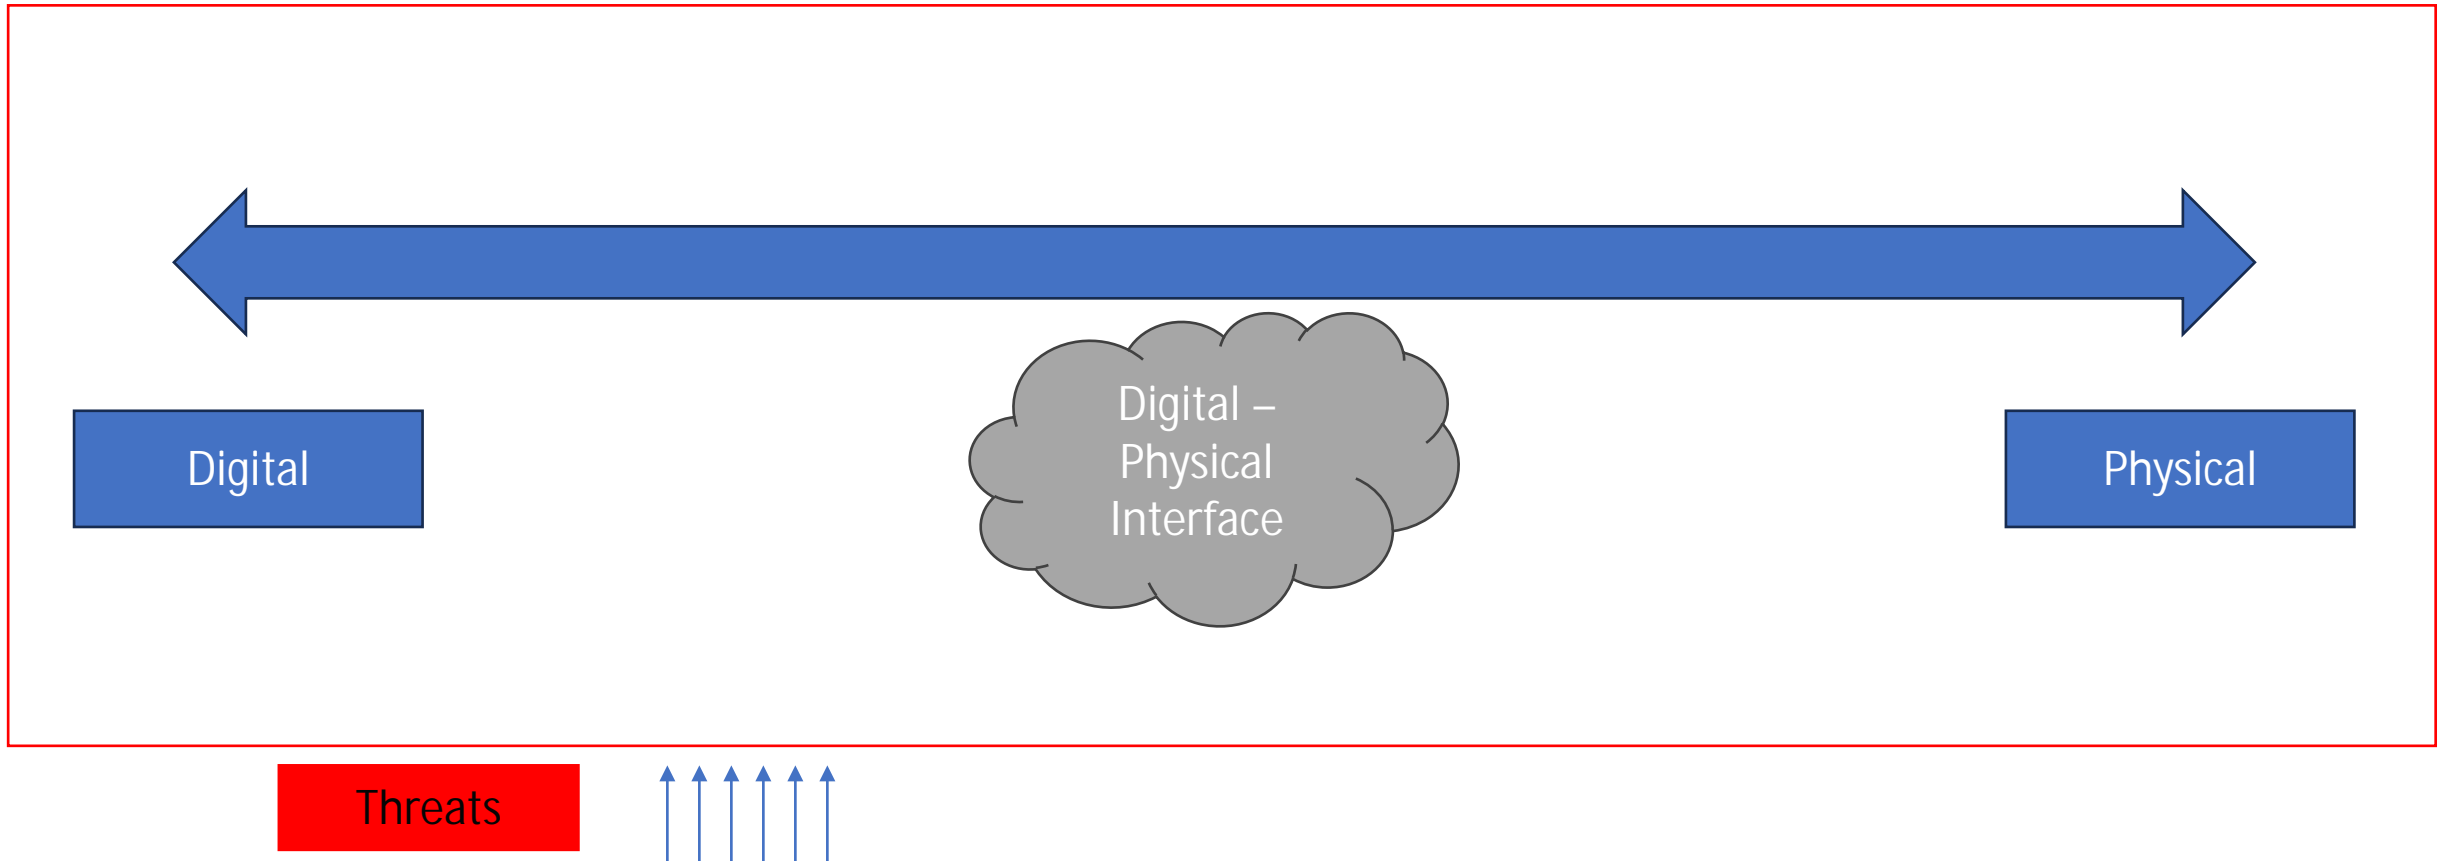 Digital –
Physical
Interface
Digital
Physical
Threats